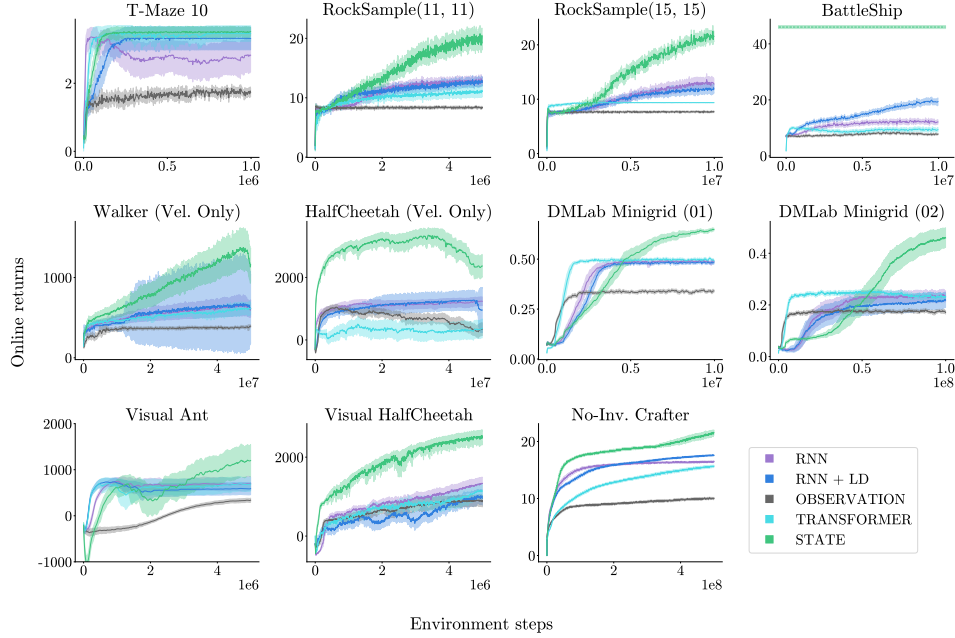 T-Maze 10
RockSample(11, 11)
RockSample(15, 15)
BattleShip
2
0
0
0.5
1.0
1e6
20
10
0
0
2
4
1e6
20
10
0
0.0
0.5
1.0
1e7
40
20
0
0.0
0.5
1.0
1e7
Online returns
Walker (Vel. Only)
HalfCheetah (Vel. Only)
DMLab Minigrid (01)
DMLab Minigrid (02)
1000
0
0
2
4
1e7
2000
0
0
2
4
1e7
0.50
0.25
0.00
0.0
0.5
1.0
1e7
0.4
0.2
0.0
0.0
0.5
1.0
1e8
Visual Ant
Visual HalfCheetah
No-Inv. Crafter
2000
1000
0
-1000
0
2
4
1e6
2000
0
0
2
4
1e6
20
10
0
0
2
4
1e8
RNN
RNN + LD
OBSERVATION
TRANSFORMER
STATE
Environment steps